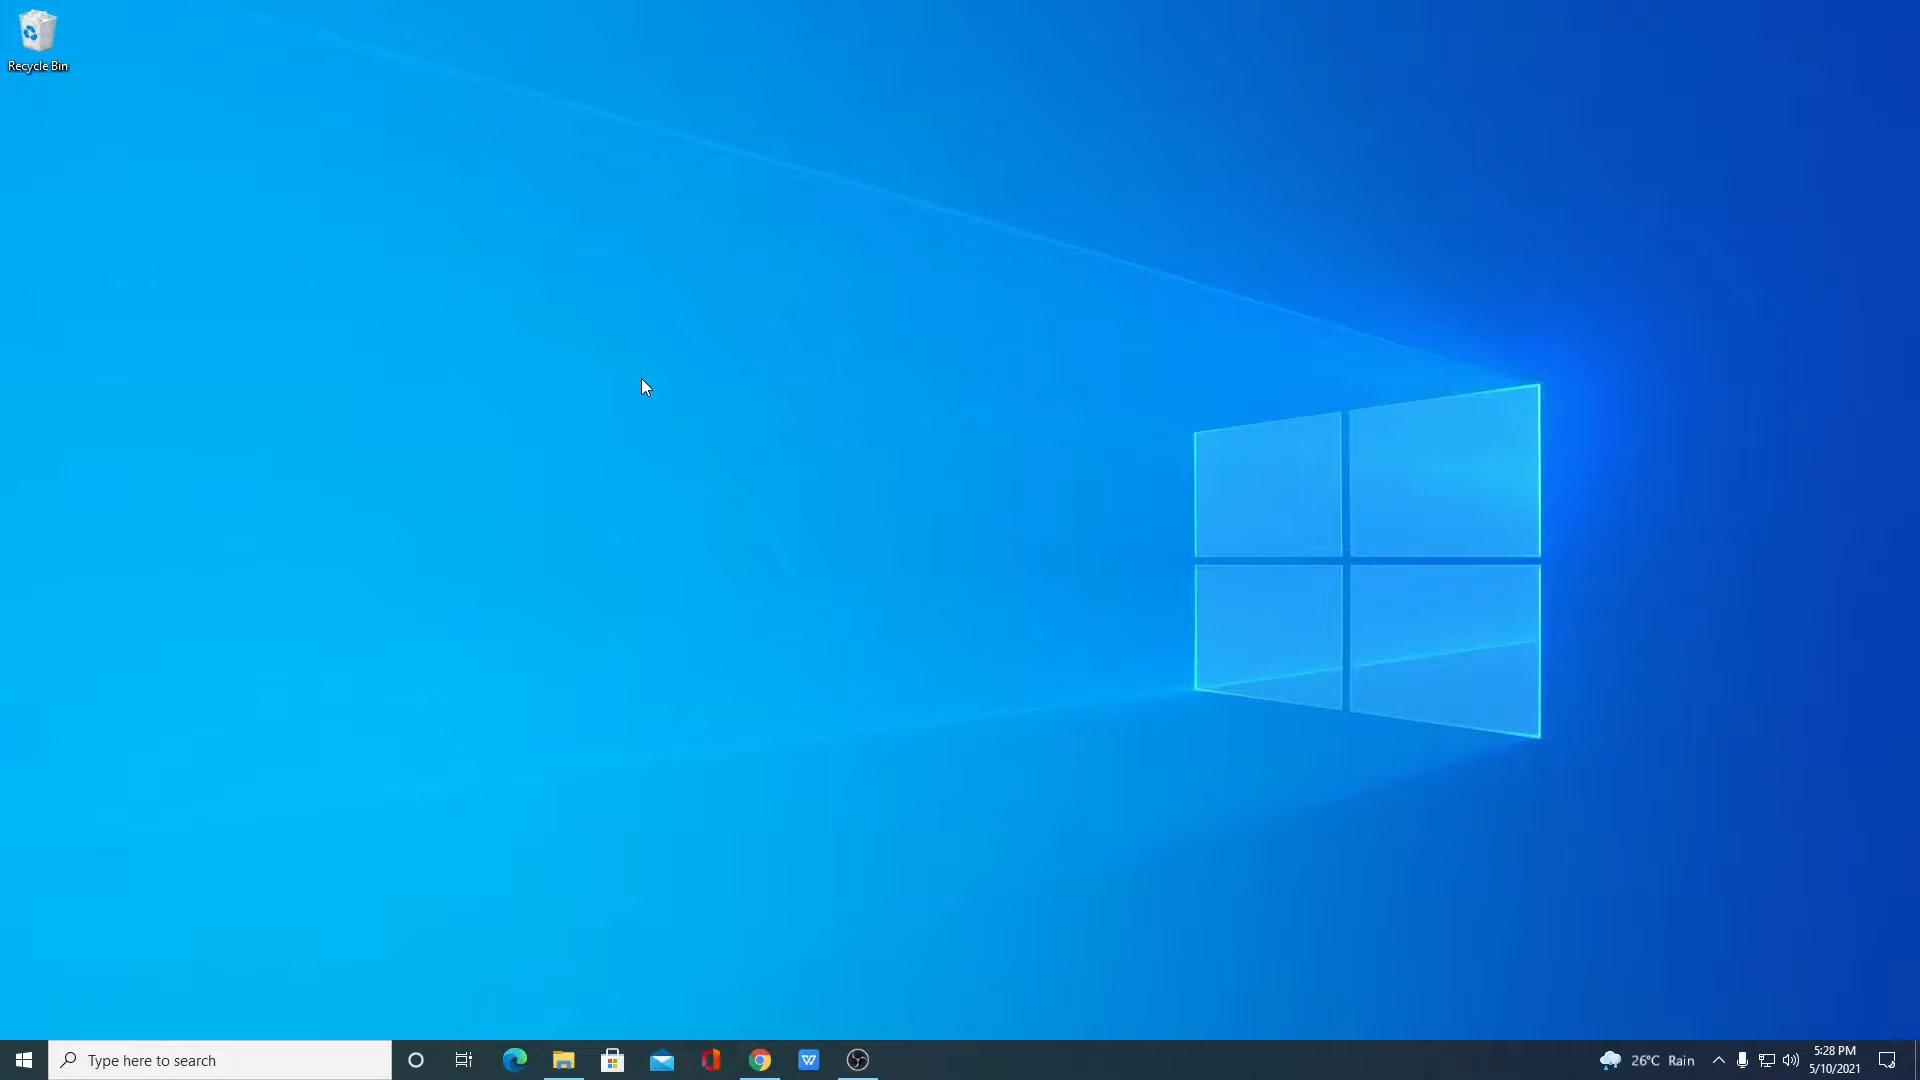 Recycle Bin
Type here to search
26°C Rain
5:28 PM
5/10/2021